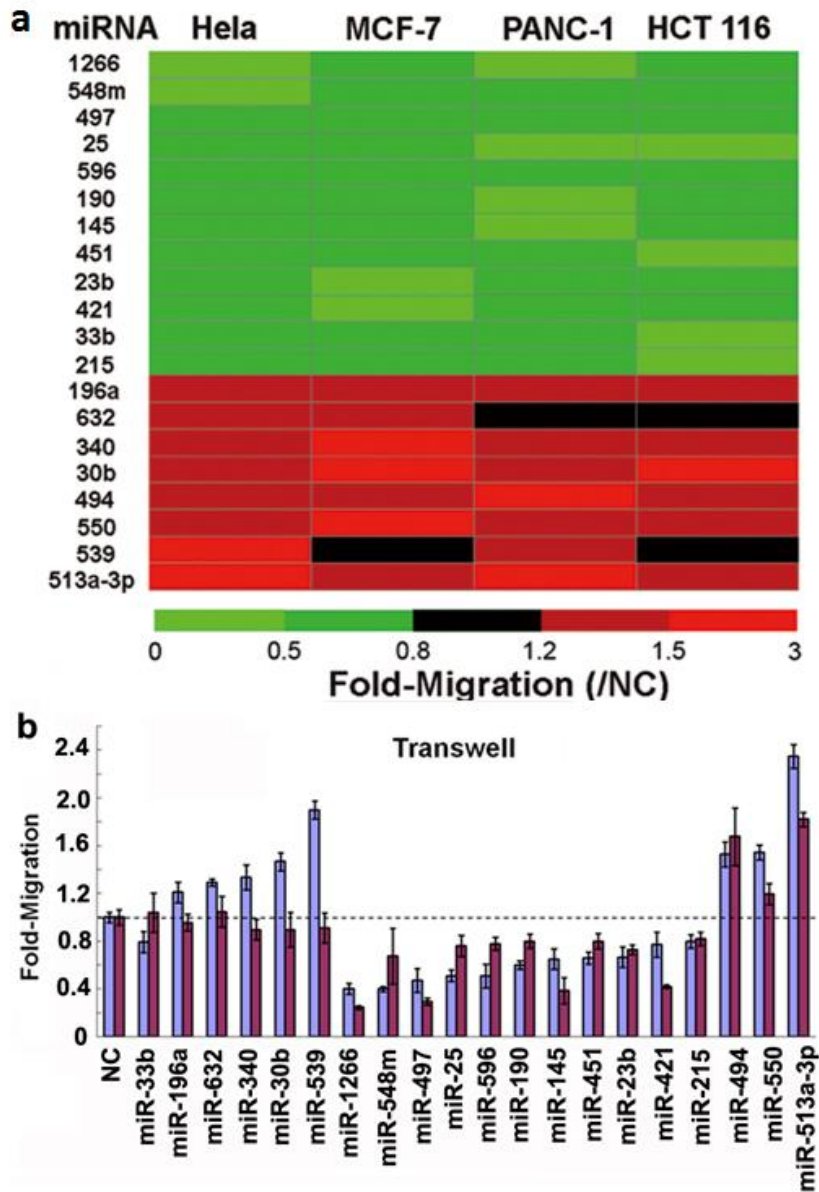 a miRNA Hela MCF-7 PANC-1 HCT 116
1266
548m
497
25
596
190
145
451
23b
421
33b
215
196a
632
340
30b
494
550
539
513a-3p
0 0.5 0.8 1.2 1.5 3
Fold-Migration (/NC)
b
Transwell
Fold-Migration
2.4
2.0
1.6
1.2
0.8
0.4
0
NC
miR-33b
miR-196a
miR-632
miR-340
miR-30b
miR-539
miR-1266
miR-548m
miR-497
miR-25
miR-596
miR-190
miR-145
miR-451
miR-23b
miR-421
miR-215
miR-494
miR-550
miR-513a-3p